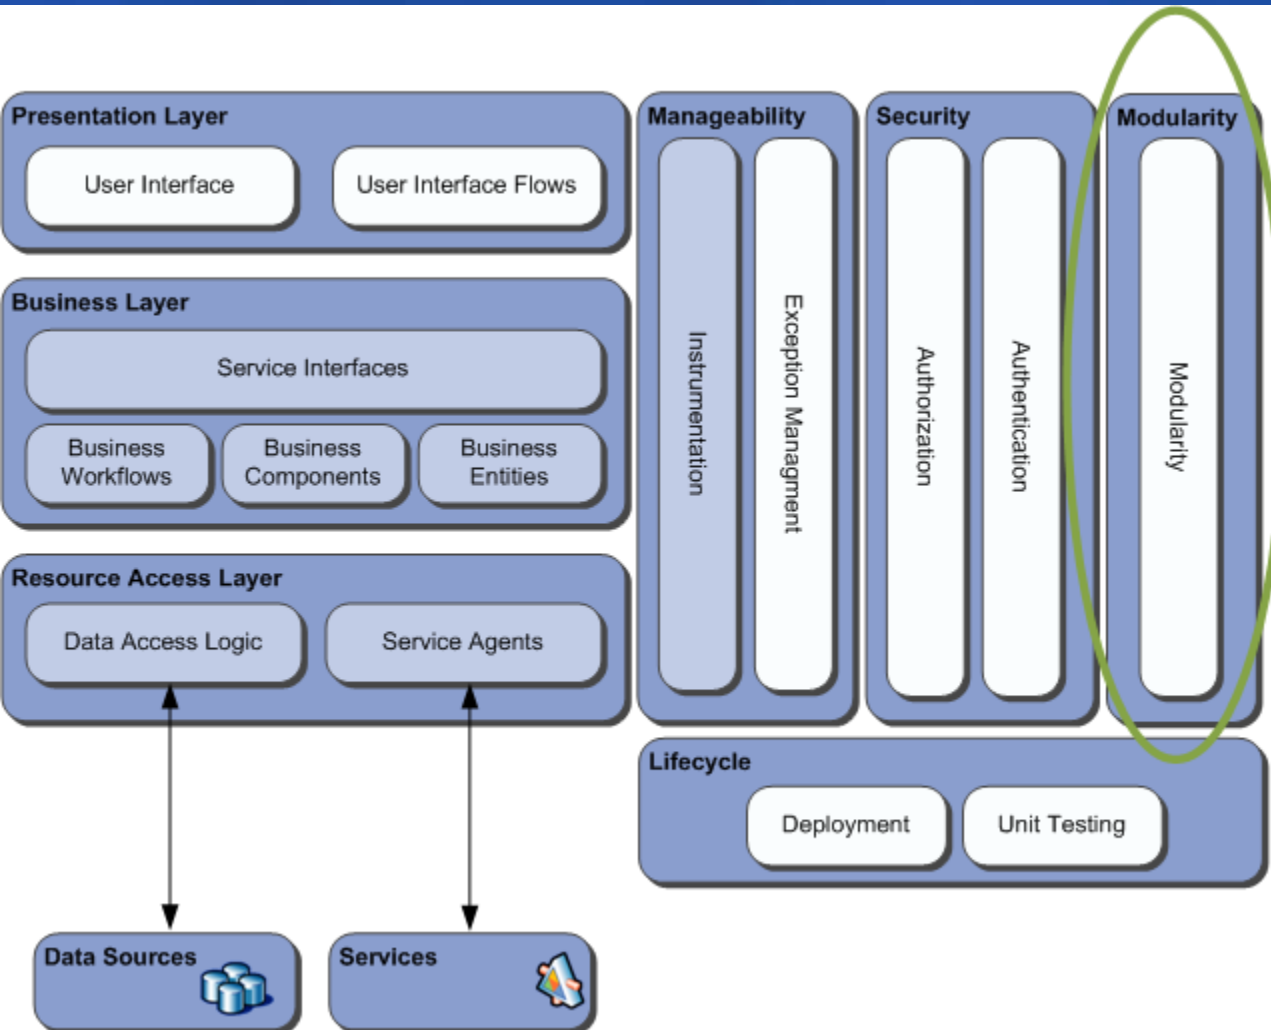 Presentation Layer
User Interface
User Interface Flows
Business Layer
Service Interfaces
Business
Workflows
Business
Components
Business
Entities
Resource Access Layer
Data Access Logic
Service Agents
Data Sources
Services
Manageability
Instrumentation
Exception Managment
Security
Authorization
Authentication
Modularity
Modularity
Lifecycle
Deployment
Unit Testing